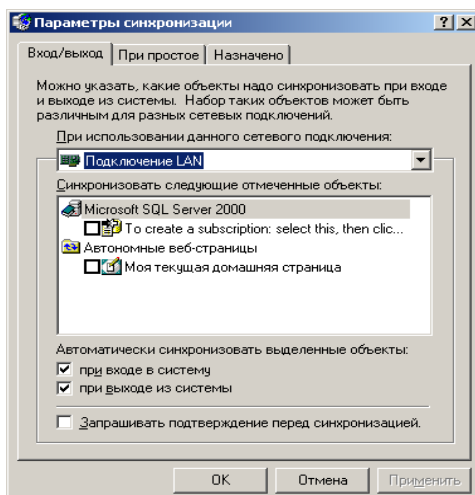 Параметры синхронизации
Вход/выход При простое Назначено
Можно указать, какие объекты надо синхронизовать при входе
и выходе из системы. Набор таких объектов может быть
различным для разных сетевых подключений.
При использовании данного сетевого подключения:
Подключение LAN
Синхронизовать следующие отмеченные объекты:
Microsoft SQL Server 2000
To create a subscription: select this, then clic...
Автономные веб-страницы
Моя текущая домашняя страница
Автоматически синхронизовать выделенные объекты:
при входе в систему
при выходе из системы
Запрашивать подтверждение перед синхронизацией.
OK Отмена Применить